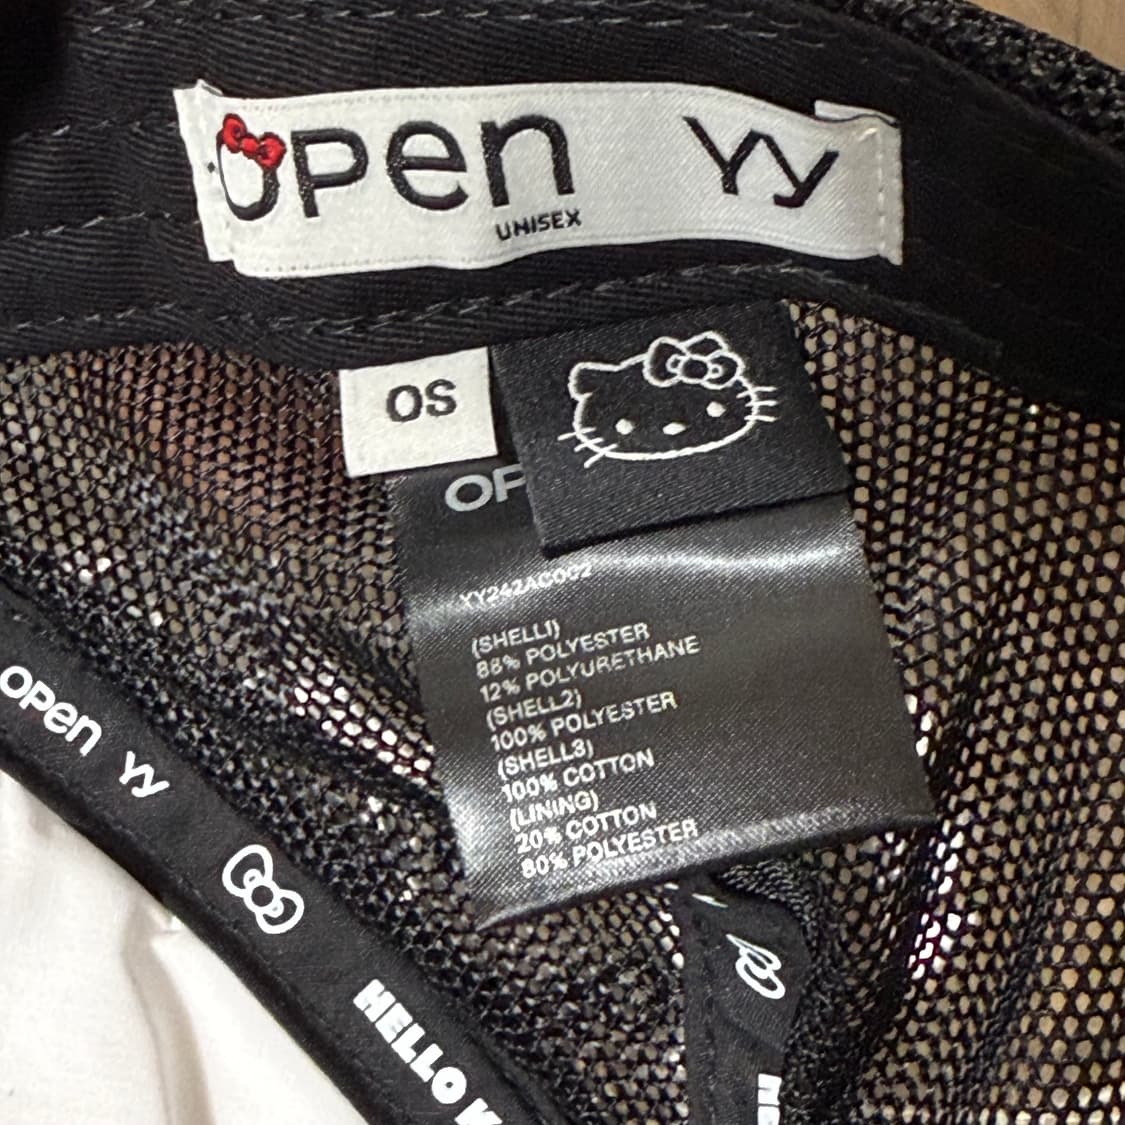 OPEN YY
UNISEX
OS
XY242AC002
(SHELL1)
88% POLYESTER
12% POLYURETHANE
(SHELL2)
100% POLYESTER
(SHELL3)
100% COTTON
(LINING)
20% COTTON
80% POLYESTER
OPEN YY
HELLO